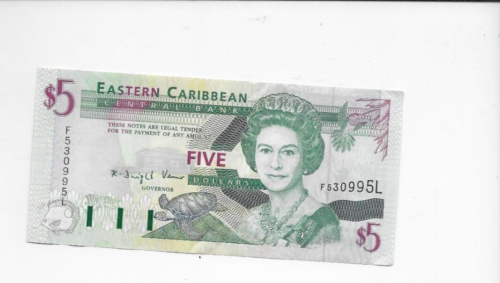 EASTERN CARIBBEAN
CENTRAL BANK
$5
THESE NOTES ARE LEGAL TENDER
FOR THE PAYMENT OF ANY AMOUNT
F530995L
FIVE
DOLLARS
GOVERNOR
F530995L
$5